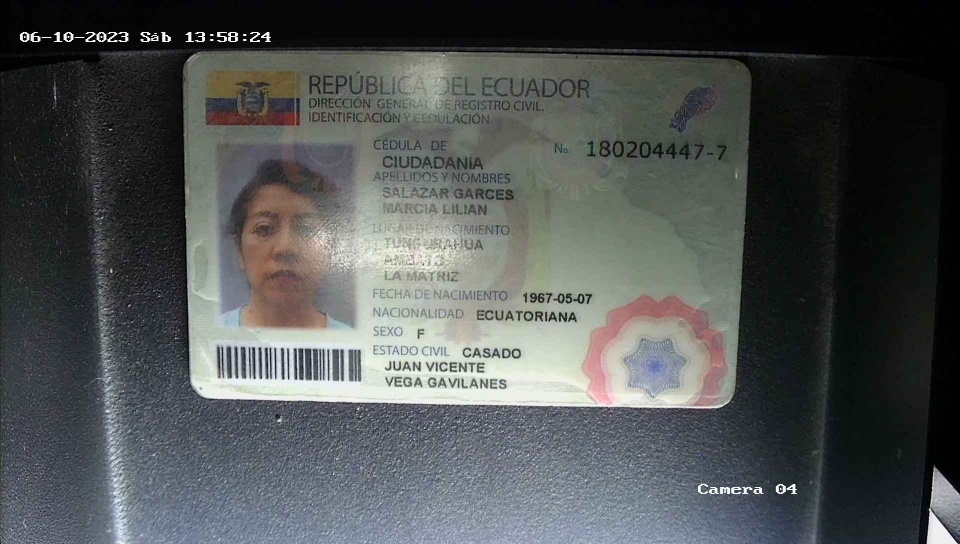 06-10-2023 Sáb 13:58:24
REPÚBLICA DEL ECUADOR
DIRECCIÓN GENERAL DE REGISTRO CIVIL,
IDENTIFICACIÓN Y CEDULACIÓN
CÉDULA DE
CIUDADANÍA
No. 180204447-7
APELLIDOS Y NOMBRES
SALAZAR GARCES
MARCIA LILIAN
LUGAR DE NACIMIENTO
TUNGURAHUA
AMBATO
LA MATRIZ
FECHA DE NACIMIENTO 1967-05-07
NACIONALIDAD ECUATORIANA
SEXO F
ESTADO CIVIL CASADO
JUAN VICENTE
VEGA GAVILANES
Camera 04